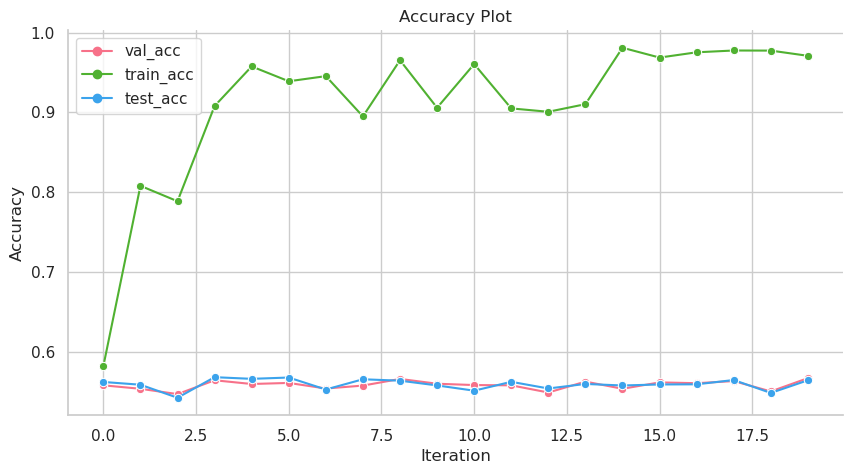 Accuracy Plot
val_acc
train_acc
test_acc
Accuracy
1.0
0.9
0.8
0.7
0.6
0.0 2.5 5.0 7.5 10.0 12.5 15.0 17.5
Iteration